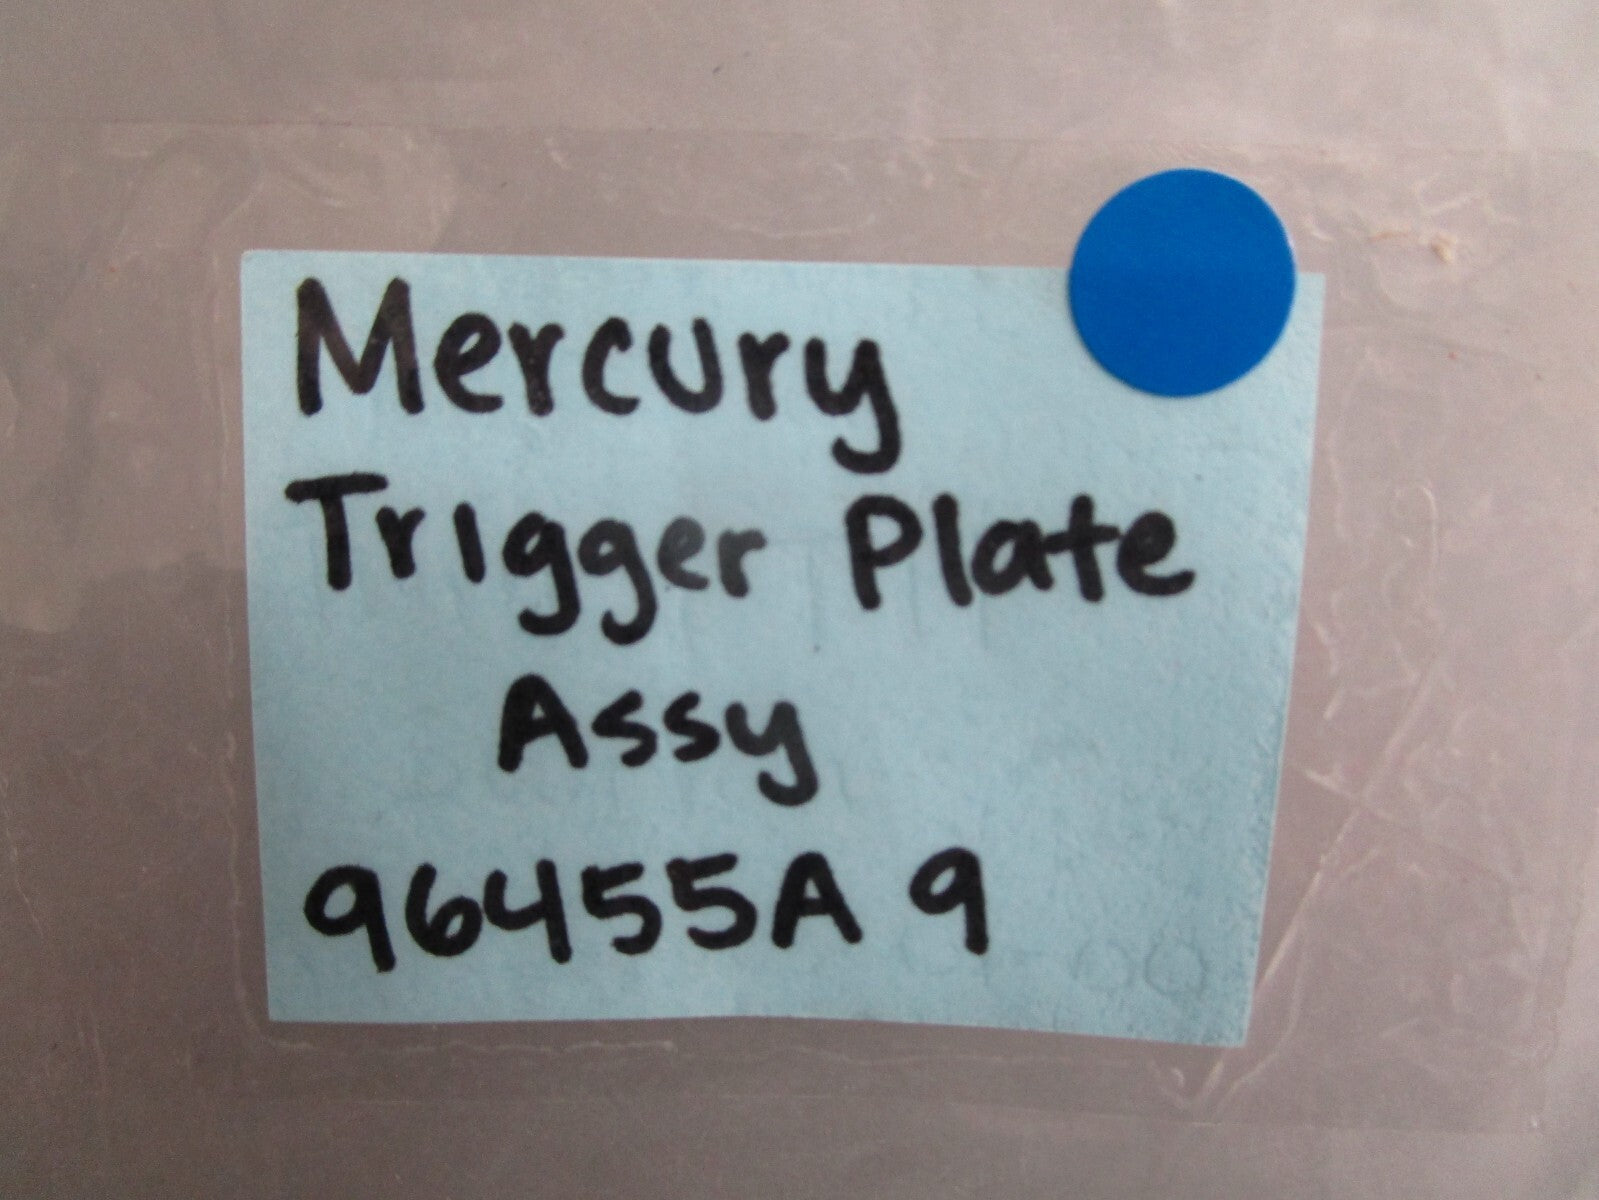 Mercury
Trigger Plate
Assy
96455A 9